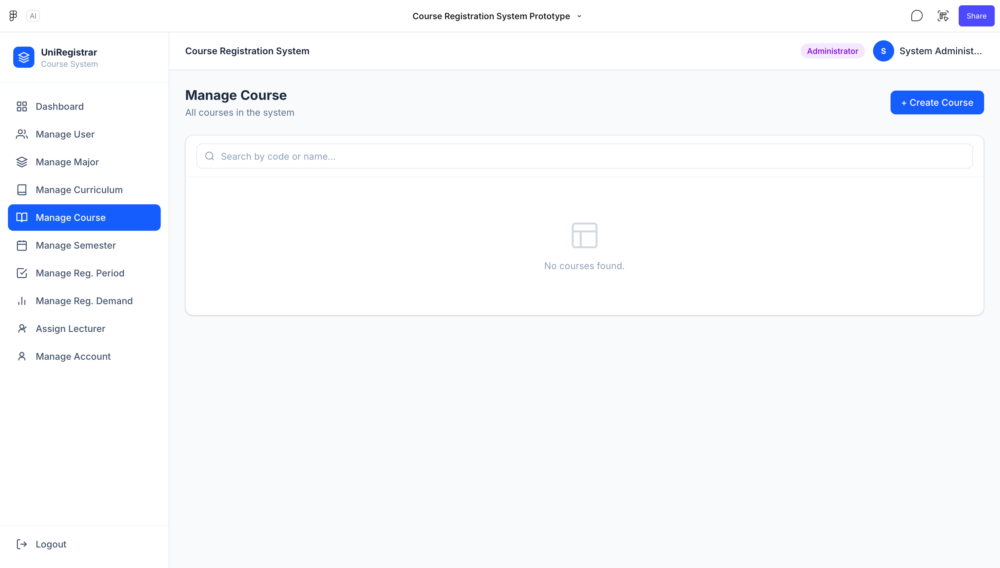 AI
Course Registration System Prototype
Share
UniRegistrar
Course System
Dashboard
Manage User
Manage Major
Manage Curriculum
Manage Course
Manage Semester
Manage Reg. Period
Manage Reg. Demand
Assign Lecturer
Manage Account
Logout
Course Registration System
Administrator
S
System Administ...
Manage Course
All courses in the system
+ Create Course
Search by code or name...
No courses found.